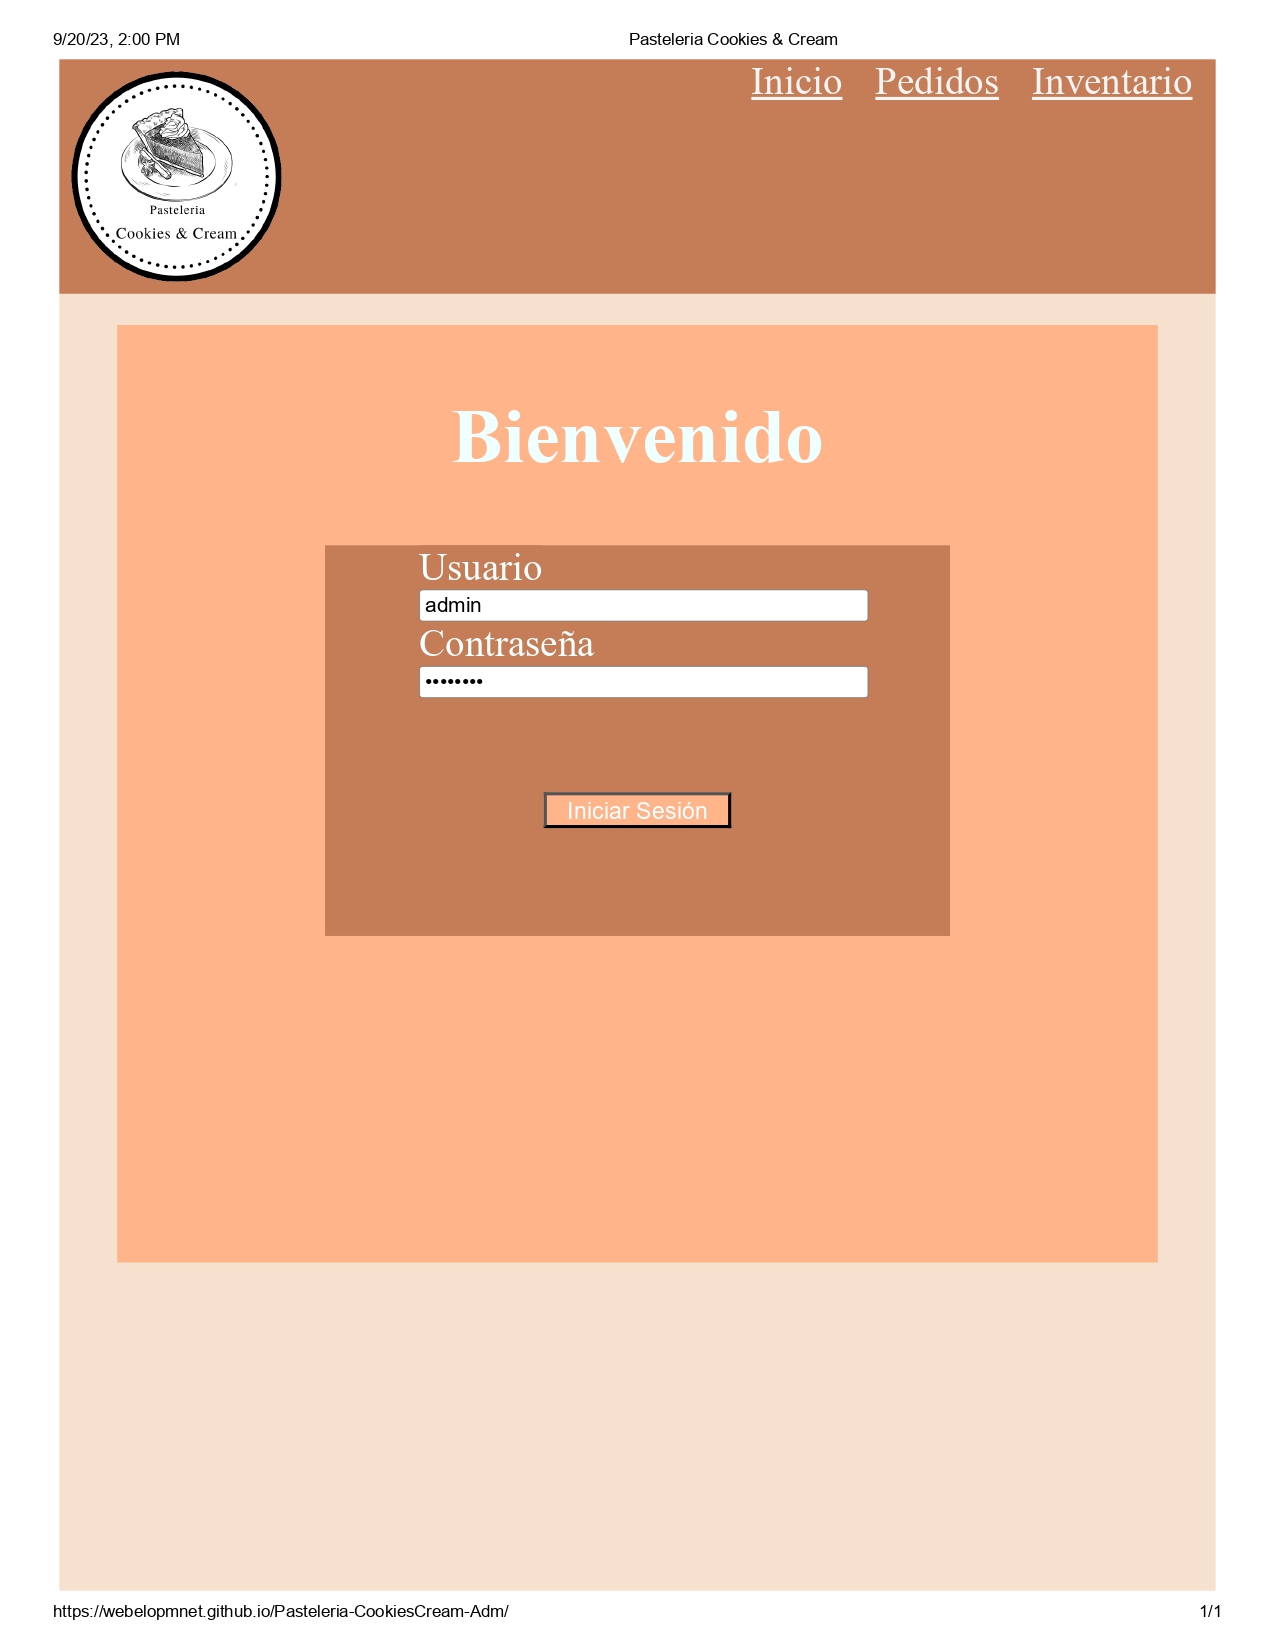 9/20/23, 2:00 PM Pasteleria Cookies & Cream
Inicio Pedidos Inventario
Pasteleria
Cookies & Cream
Bienvenido
Usuario
admin
Contraseña
••••••••
Iniciar Sesión
https://webelopmnet.github.io/Pasteleria-CookiesCream-Adm/ 1/1